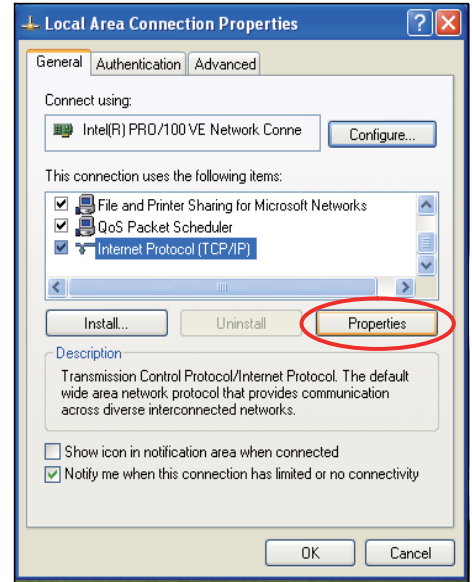 Local Area Connection Properties
General Authentication Advanced
Connect using:
Intel(R) PRO/100 VE Network Conne Configure...
This connection uses the following items:
File and Printer Sharing for Microsoft Networks
QoS Packet Scheduler
Internet Protocol (TCP/IP)
Install... Uninstall Properties
Description
Transmission Control Protocol/Internet Protocol. The default
wide area network protocol that provides communication
across diverse interconnected networks.
Show icon in notification area when connected
Notify me when this connection has limited or no connectivity
OK Cancel